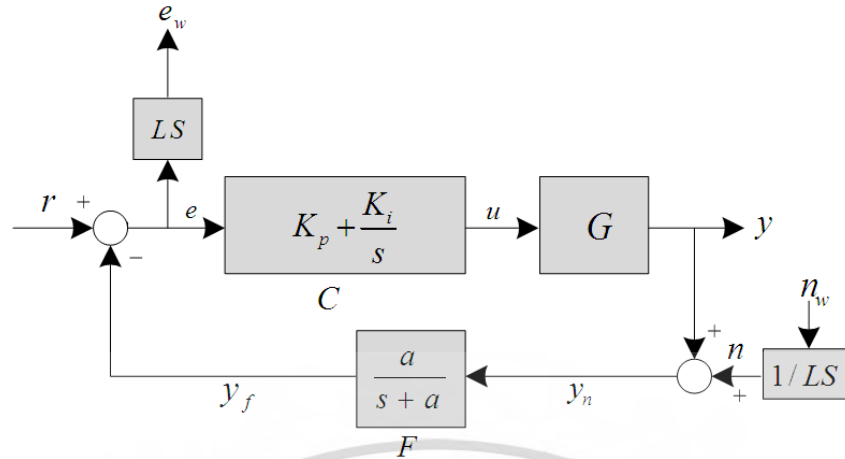 e_w
LS
r
+
e
K_p + K_i/s
u
G
y
−
C
n_w
+
a/(s + a)
n
1/LS
y_f
y_n
+
F